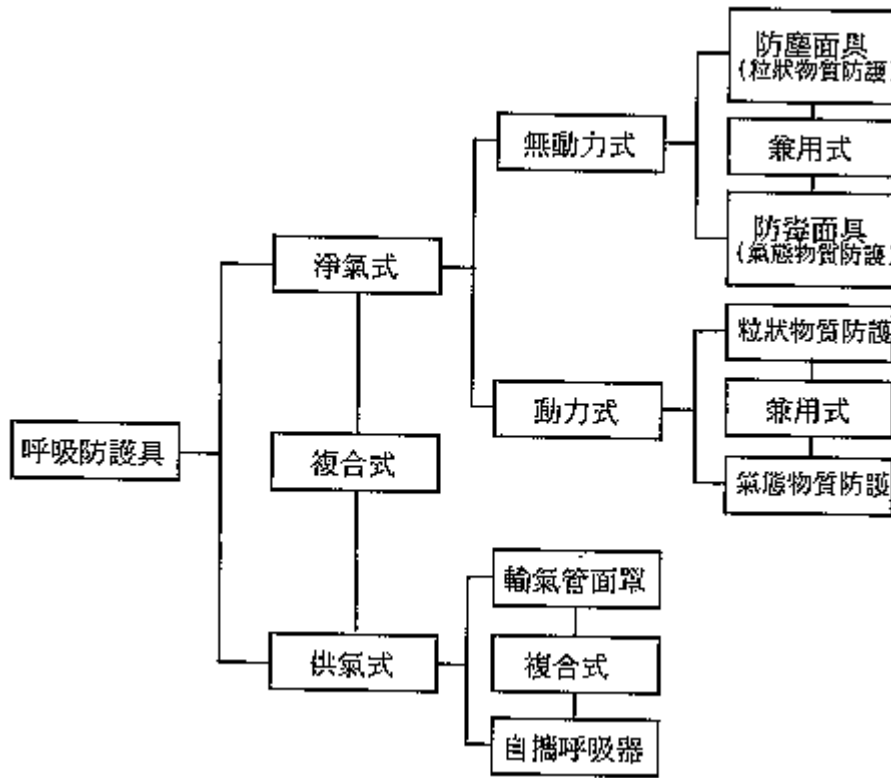 呼吸防護具
淨氣式
複合式
供氣式
無動力式
動力式
輸氣管面罩
複合式
自攜呼吸器
防塵面具
(粒狀物質防護)
兼用式
防毒面具
(氣態物質防護)
粒狀物質防護
兼用式
氣態物質防護